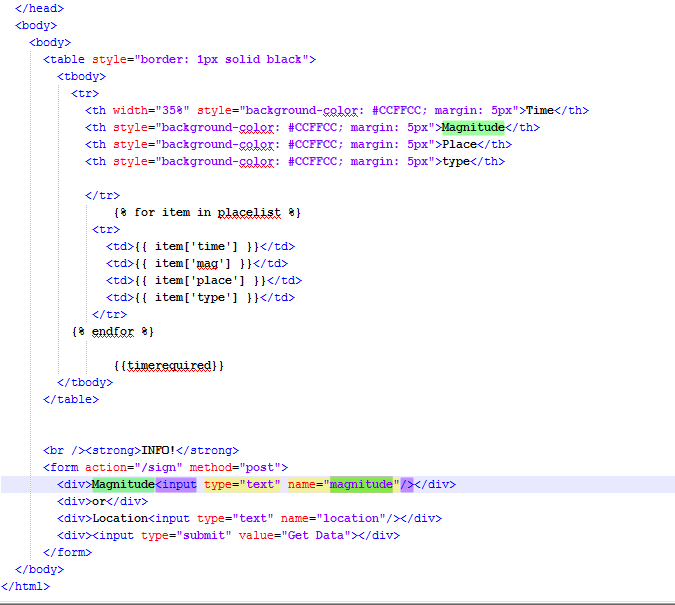 </head>
<body>
<body>
<table style="border: 1px solid black">
<tbody>
<tr>
<th width="35%" style="background-color: #CCFFCC; margin: 5px">Time</th>
<th style="background-color: #CCFFCC; margin: 5px">Magnitude</th>
<th style="background-color: #CCFFCC; margin: 5px">Place</th>
<th style="background-color: #CCFFCC; margin: 5px">type</th>
</tr>
{% for item in placelist %}
<tr>
<td>{{ item['time'] }}</td>
<td>{{ item['mag'] }}</td>
<td>{{ item['place'] }}</td>
<td>{{ item['type'] }}</td>
</tr>
{% endfor %}
{{timerequired}}
</tbody>
</table>
<br /><strong>INFO!</strong>
<form action="/sign" method="post">
<div>Magnitude<input type="text" name="magnitude"/></div>
<div>or</div>
<div>Location<input type="text" name="location"/></div>
<div><input type="submit" value="Get Data"></div>
</form>
</body>
</html>